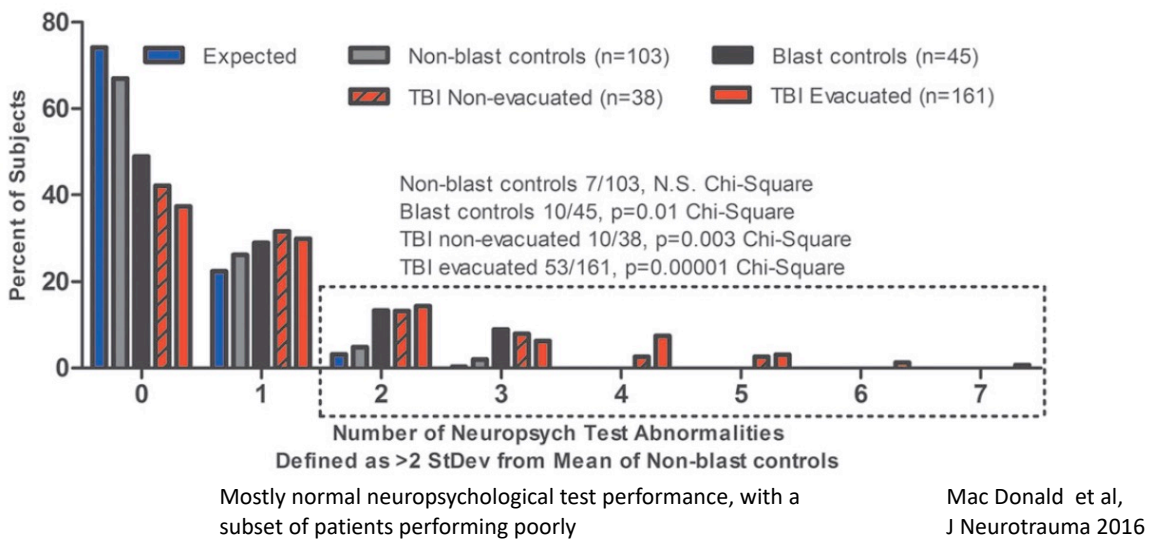 80
60
40
20
0
Percent of Subjects
Expected
Non-blast controls (n=103)
Blast controls (n=45)
TBI Non-evacuated (n=38)
TBI Evacuated (n=161)
Non-blast controls 7/103, N.S. Chi-Square
Blast controls 10/45, p=0.01 Chi-Square
TBI non-evacuated 10/38, p=0.003 Chi-Square
TBI evacuated 53/161, p=0.00001 Chi-Square
0 1 2 3 4 5 6 7
Number of Neuropsych Test Abnormalities
Defined as >2 StDev from Mean of Non-blast controls
Mostly normal neuropsychological test performance, with a
subset of patients performing poorly
Mac Donald et al,
J Neurotrauma 2016